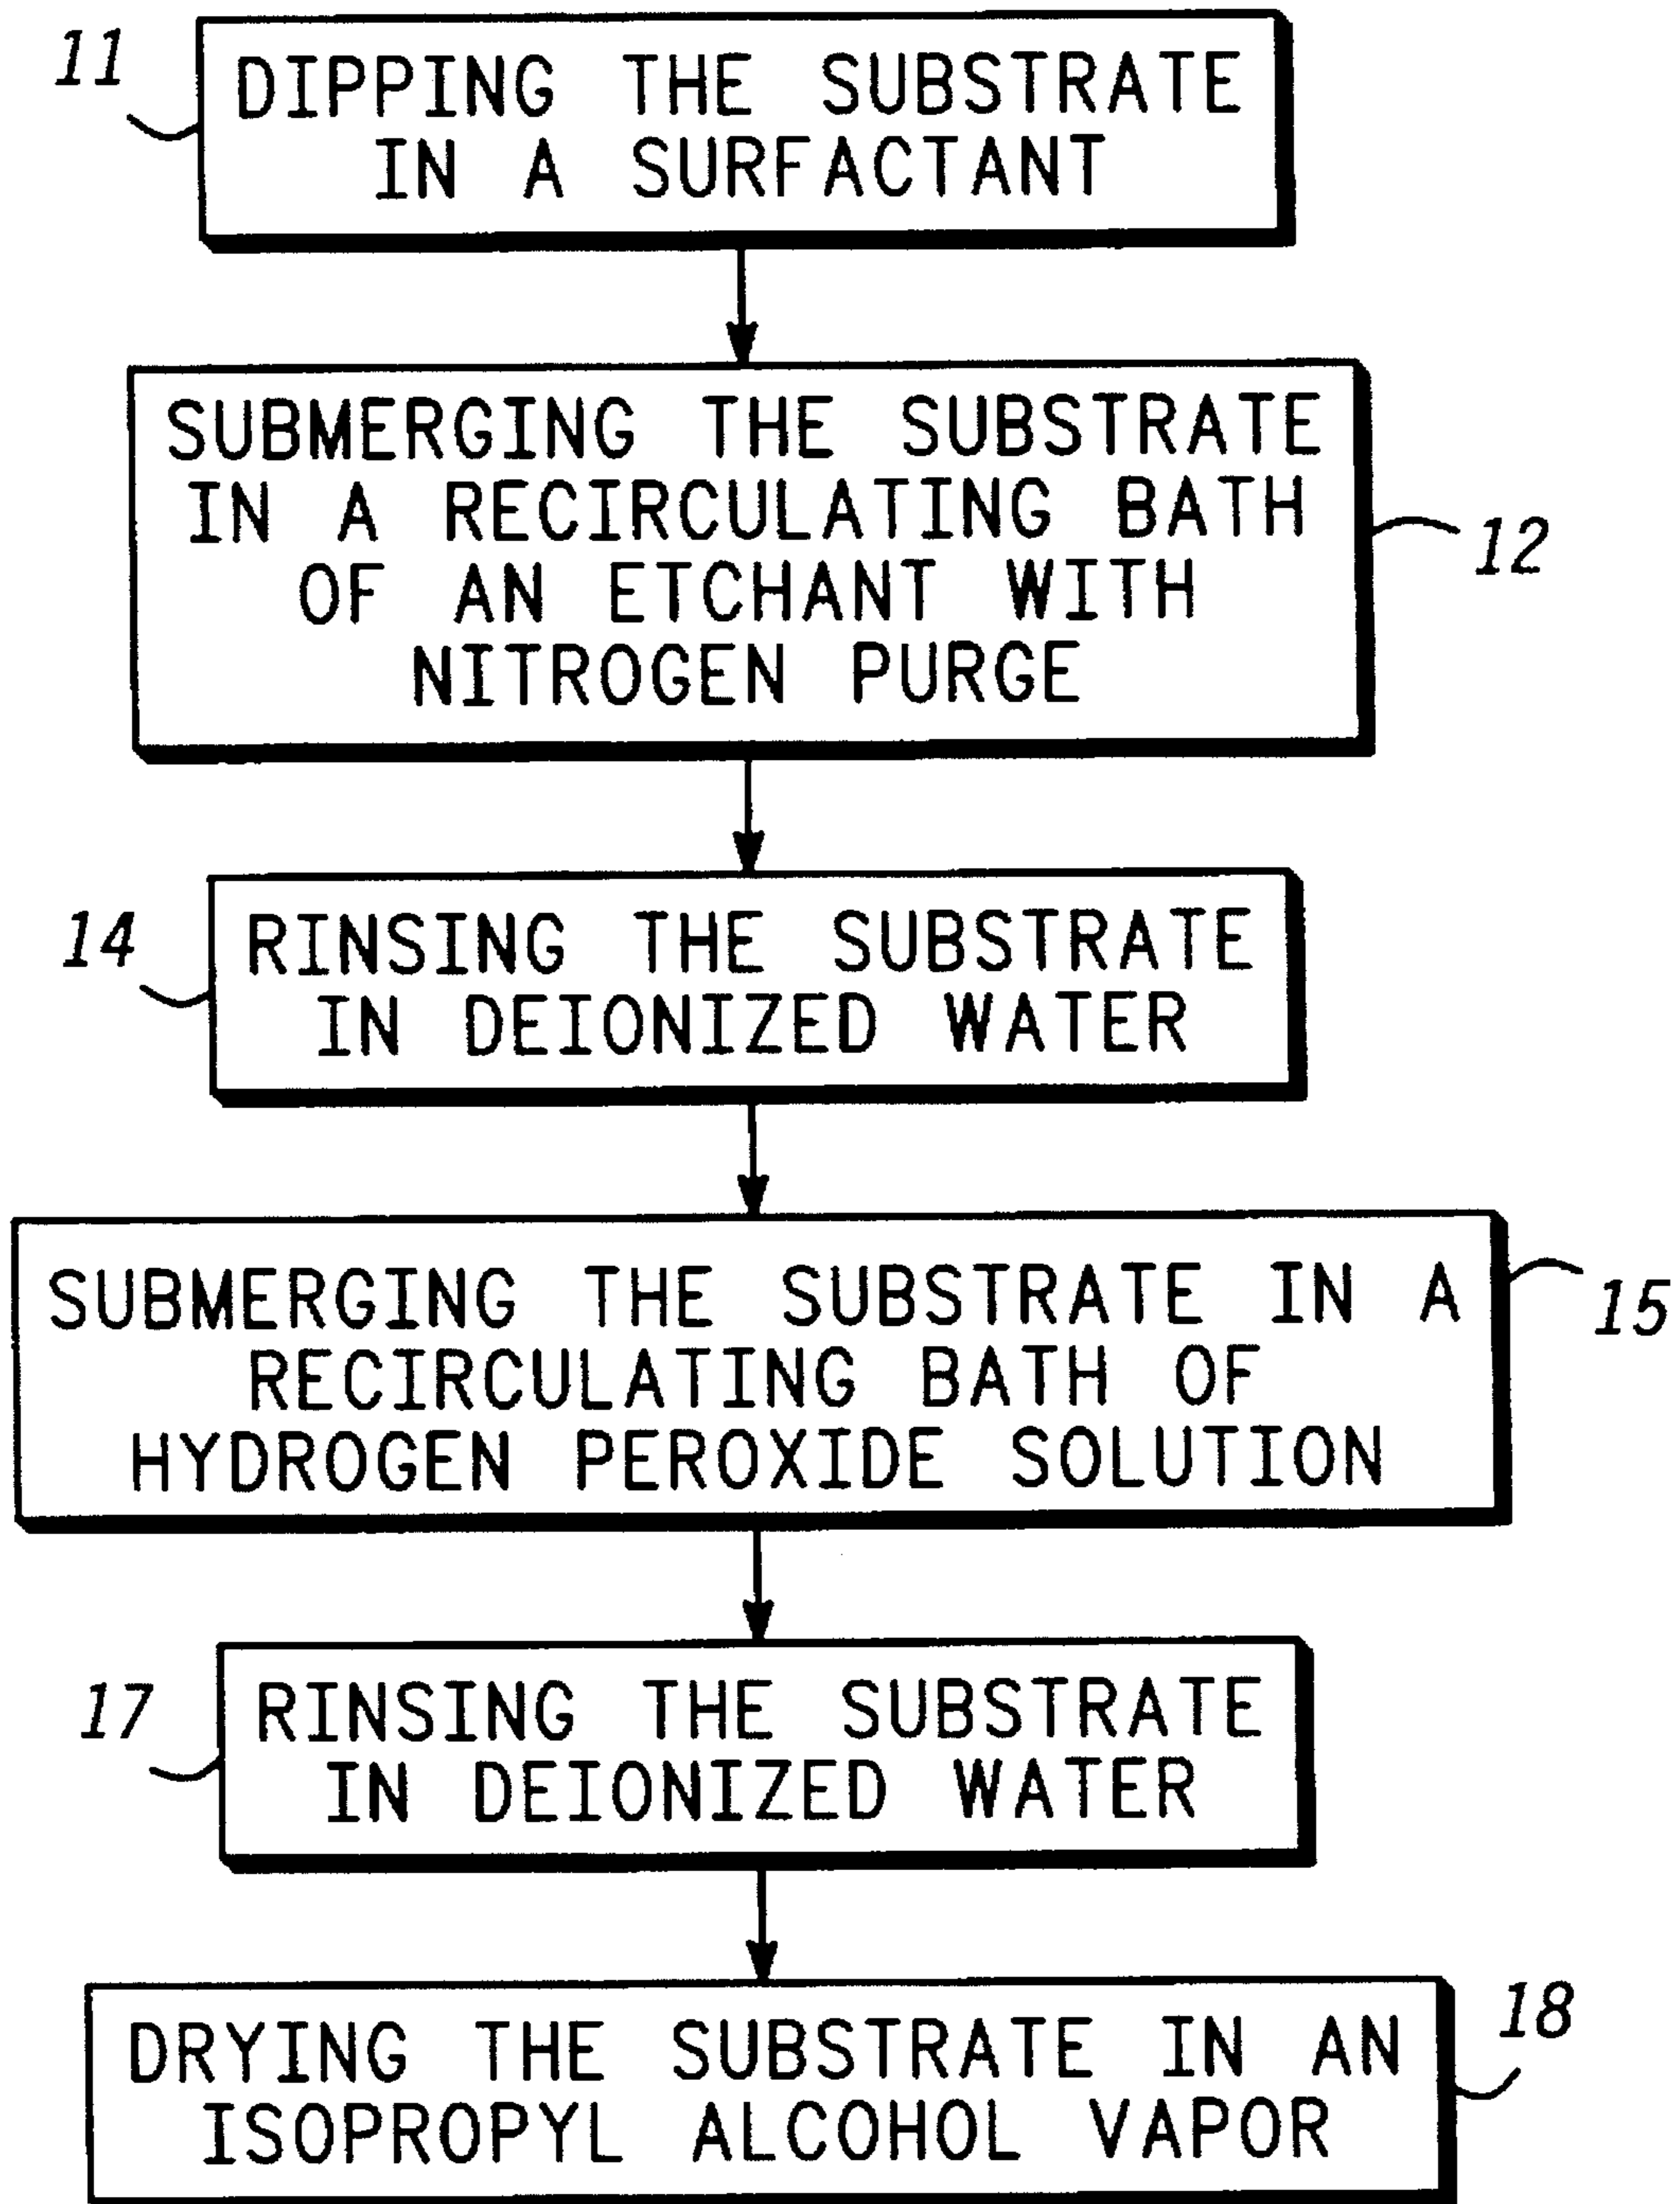 11
DIPPING THE SUBSTRATE
IN A SURFACTANT
SUBMERGING THE SUBSTRATE
IN A RECIRCULATING BATH
OF AN ETCHANT WITH
NITROGEN PURGE
12
14
RINSING THE SUBSTRATE
IN DEIONIZED WATER
SUBMERGING THE SUBSTRATE IN A
RECIRCULATING BATH OF
HYDROGEN PEROXIDE SOLUTION
15
17
RINSING THE SUBSTRATE
IN DEIONIZED WATER
18
DRYING THE SUBSTRATE IN AN
ISOPROPYL ALCOHOL VAPOR